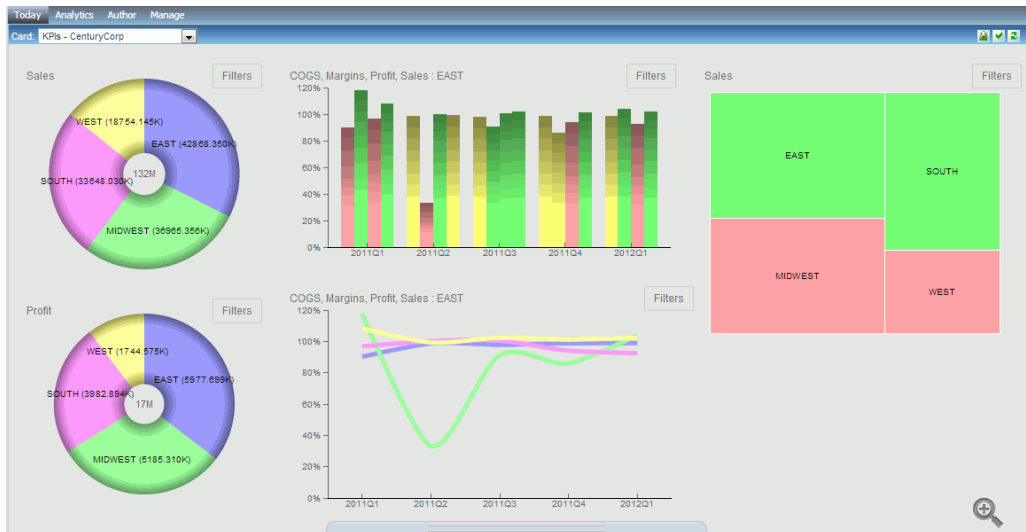 Today Analytics Author Manage
Card: KPIs - CenturyCorp
Sales
Filters
WEST (18754.145K)
EAST (42868.350K)
132M
SOUTH (33648.030K)
MIDWEST (36965.356K)
COGS, Margins, Profit, Sales : EAST
Filters
120%
100%
80%
60%
40%
20%
0%
2011Q1 2011Q2 2011Q3 2011Q4 2012Q1
Sales
Filters
EAST
SOUTH
MIDWEST
WEST
Profit
Filters
WEST (1744.575K)
EAST (5977.699K)
SOUTH (3982.894K)
17M
MIDWEST (5185.310K)
COGS, Margins, Profit, Sales : EAST
Filters
120%
100%
80%
60%
40%
20%
0%
2011Q1 2011Q2 2011Q3 2011Q4 2012Q1